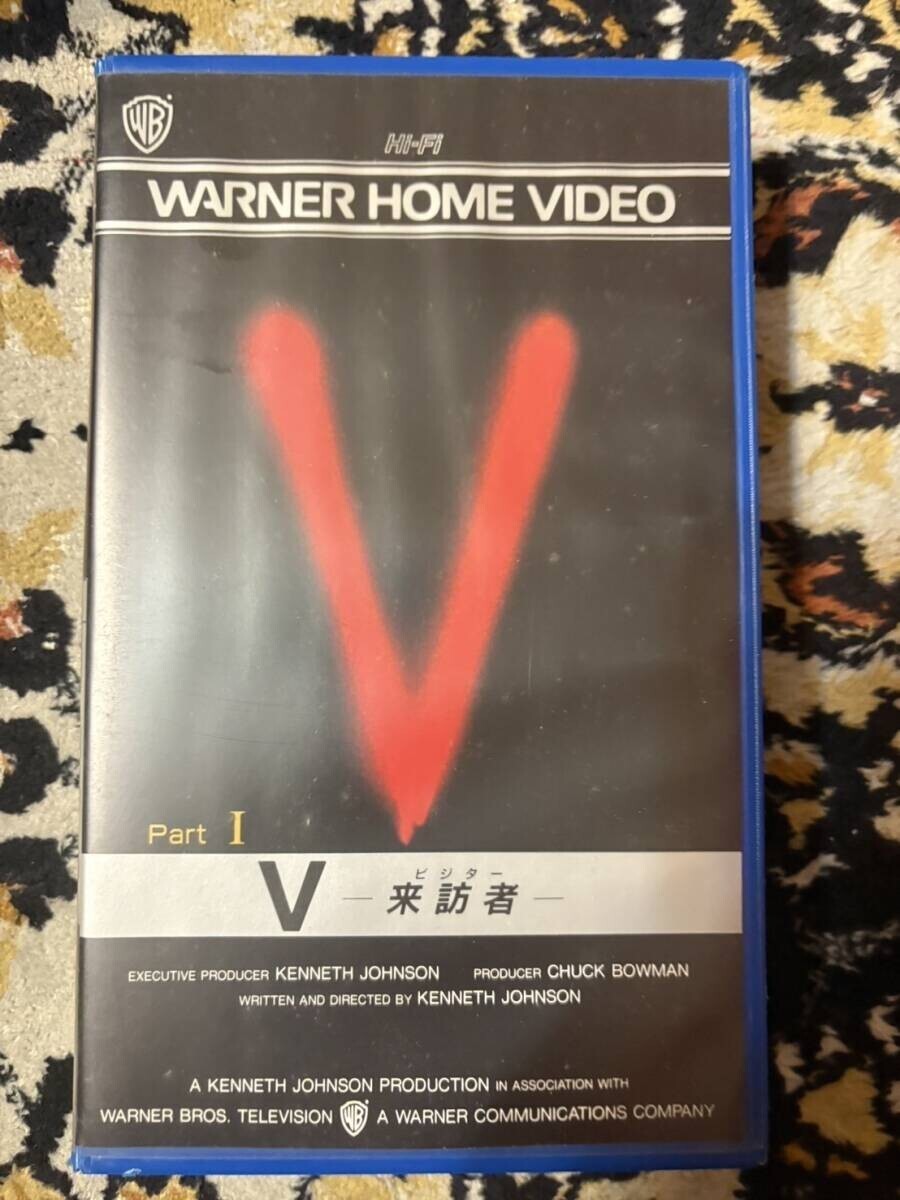 WB
Hi-Fi
WARNER HOME VIDEO
V
Part I
ビジター
V —来訪者—
EXECUTIVE PRODUCER KENNETH JOHNSON PRODUCER CHUCK BOWMAN
WRITTEN AND DIRECTED BY KENNETH JOHNSON
A KENNETH JOHNSON PRODUCTION IN ASSOCIATION WITH
WARNER BROS. TELEVISION WB A WARNER COMMUNICATIONS COMPANY